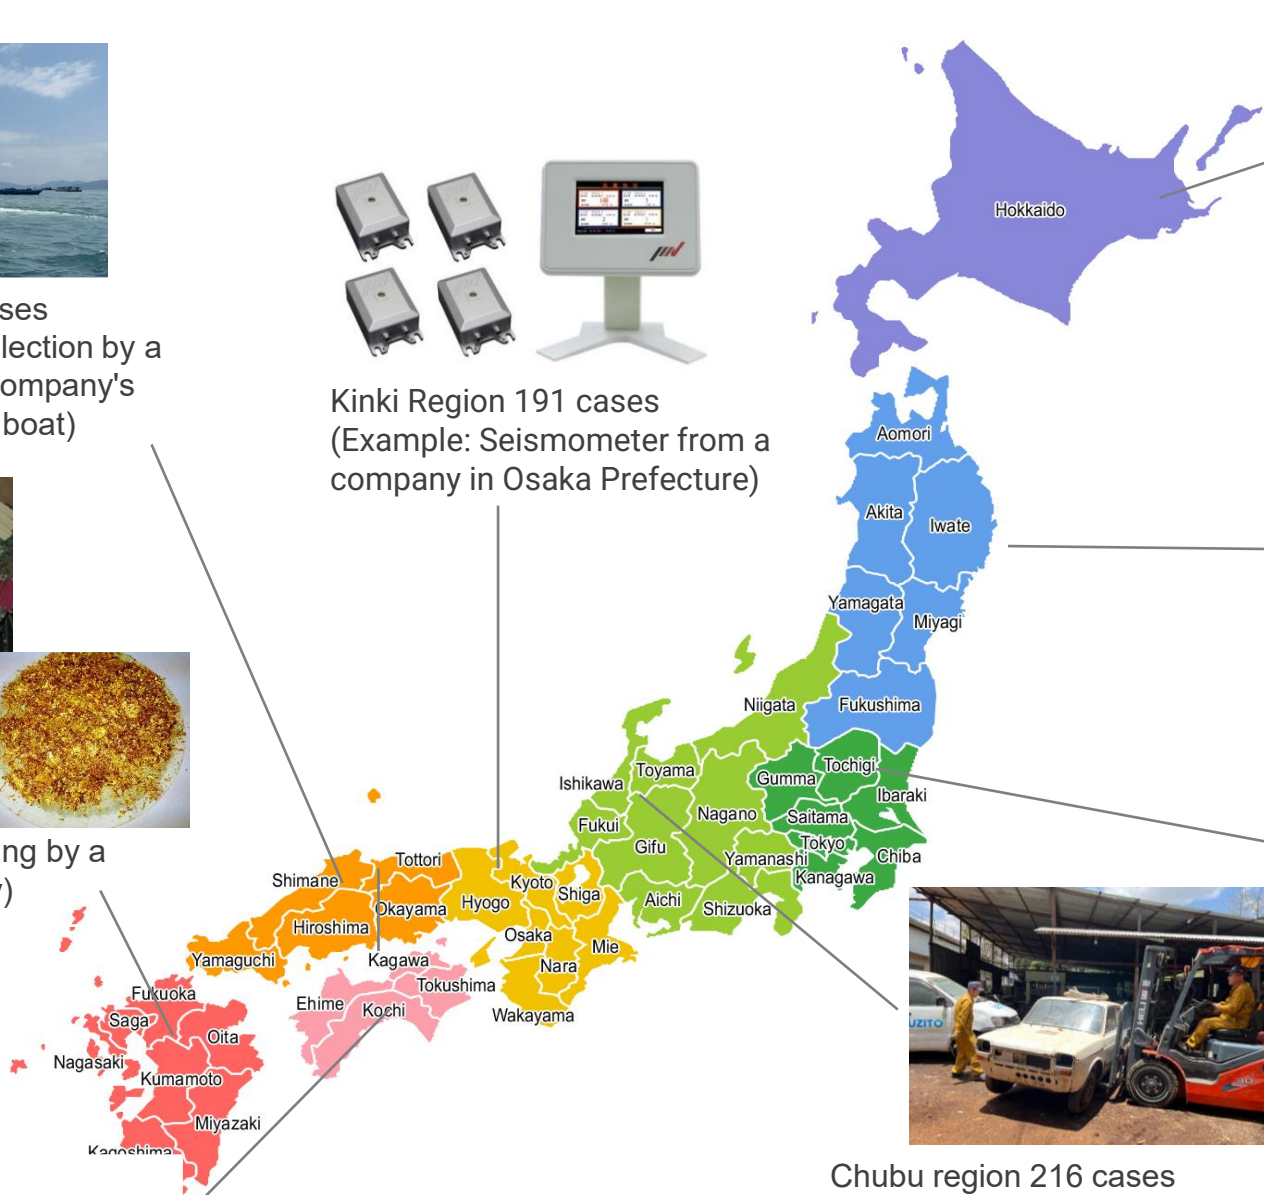 ses
lection by a
ompany's
boat)
Kinki Region 191 cases
(Example: Seismometer from a
company in Osaka Prefecture)
Hokkaido
Aomori
Akita
Iwate
Yamagata
Miyagi
Niigata
Fukushima
Ishikawa
Toyama
Gumma
Tochigi
Ibaraki
Fukui
Nagano
Saitama
Gifu
Tokyo
Yamanashi
Chiba
Kanagawa
Aichi
Shizuoka
Tottori
Shimane
Okayama
Hiroshima
Yamaguchi
Hyogo
Kyoto
Shiga
Osaka
Mie
Nara
Wakayama
Kagawa
Tokushima
Ehime
Kochi
ng by a
)
Fukuoka
Saga
Oita
Nagasaki
Kumamoto
Miyazaki
Kagoshima
UZITO
HELI
Chubu region 216 cases